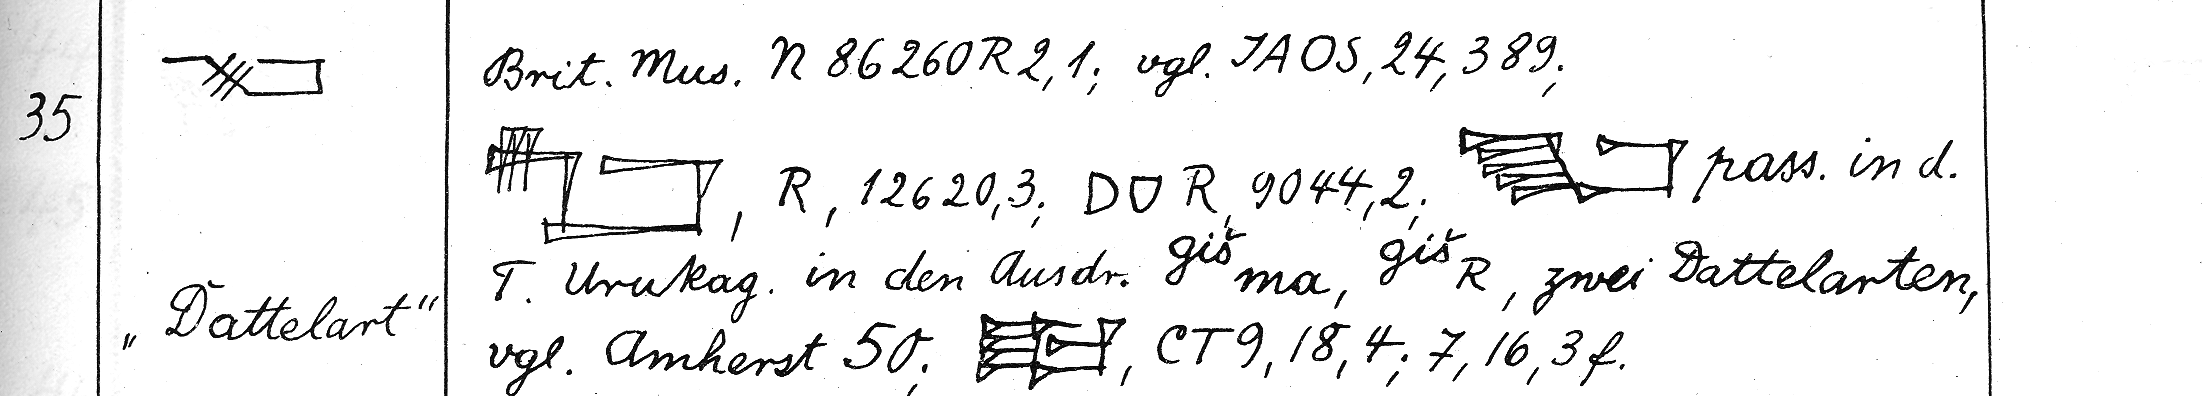 Brit. Mus. N 86260 R 2,1; vgl. JAOS, 24, 389;
35
, R, 12620,3; DU R, 9044,2; pass. in d.
T. Urukag. in den Ausdr. giš ma, giš R, zwei Dattelarten,
„Dattelart“
vgl. Amherst 50; , CT 9, 18, 4; 7, 16, 3 f.